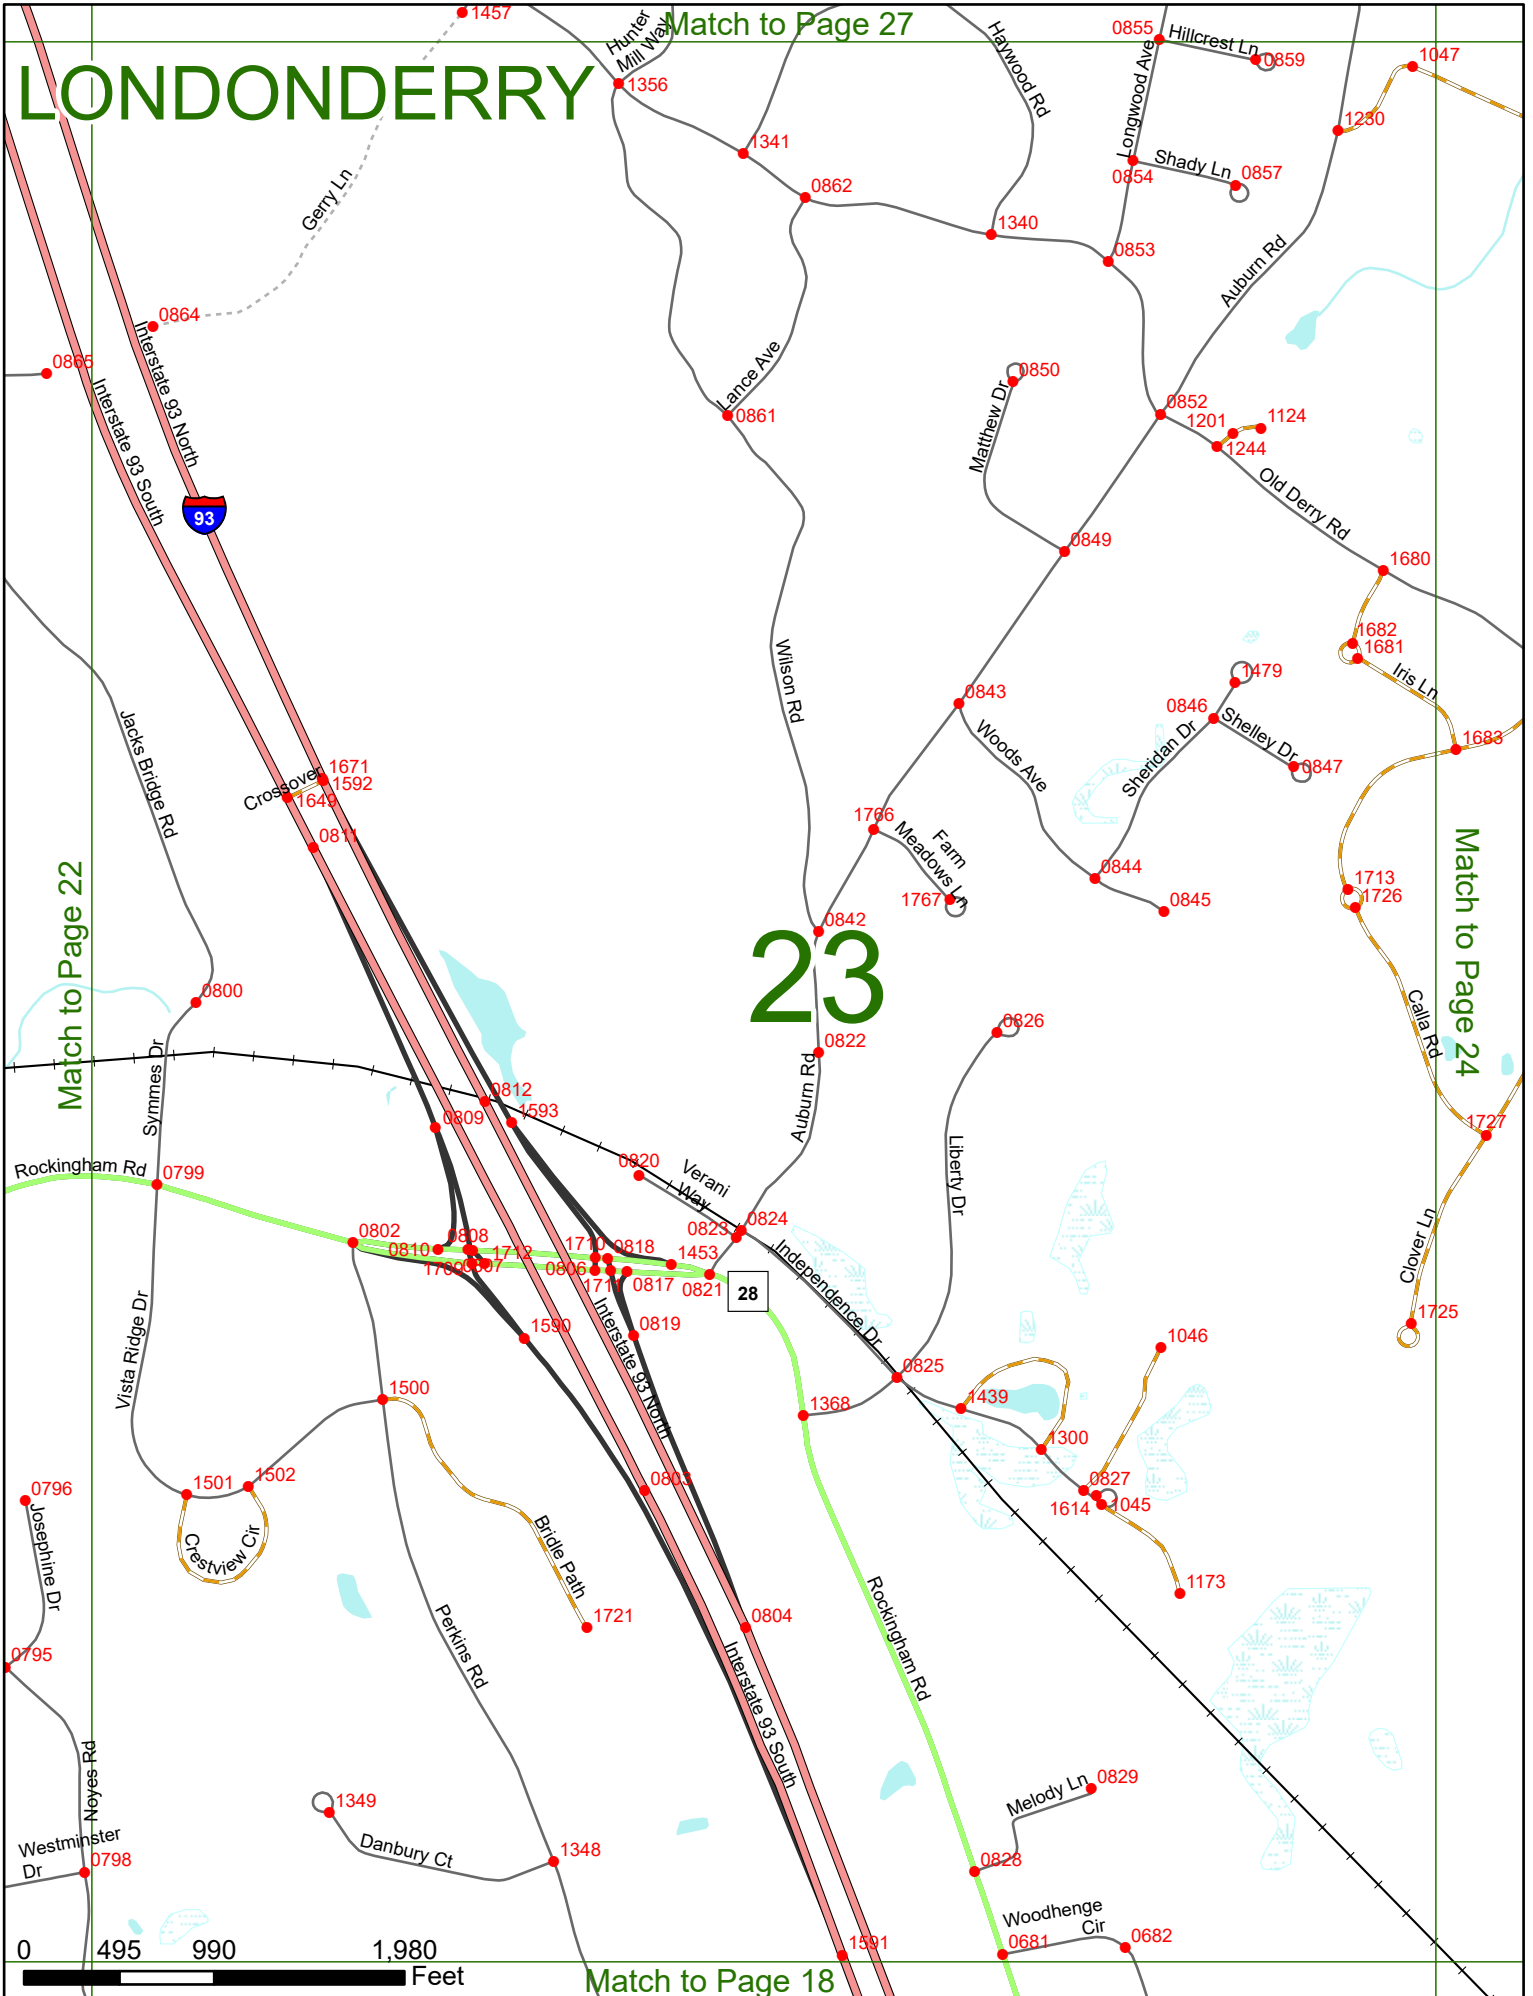 1457
Hunter
Mill Way
Match to Page 27
Haywood Rd
0855
Hillcrest Ln
0859
1047
LONDONDERRY
1356
Longwood Ave
1230
1341
0854
Shady Ln
0857
Gerry Ln
0862
1340
0853
Auburn Rd
0864
Interstate 93 North
0865
Interstate 93 South
Lance Ave
0861
Matthew Dr
0850
0852
1201
1124
1244
Old Derry Rd
93
0849
1680
1682
1681
Iris Ln
1479
0846
Shelley Dr
0847
Sheridan Dr
1683
Wilson Rd
0843
Woods Ave
Jacks Bridge Rd
Crossover
1671
1592
1649
0811
1766
Farm
Meadows Ln
1767
0844
0845
Match to Page 22
Match to Page 24
1713
1726
0842
23
0800
0826
Calla Rd
0822
Auburn Rd
Symmes Dr
0812
0809
1593
1727
Liberty Dr
Rockingham Rd
0799
0820
Verani
Way
0823
0824
Clover Ln
0802
0810
0808
1712
1709
0807
1710
0818
1453
0806
1711
0817
0821
28
Independence Dr
Vista Ridge Dr
1590
Interstate 93 North
0819
1725
1046
0825
1500
1368
1439
1300
0803
0827
1614
1045
0796
1501
1502
Josephine Dr
Crestview Cir
Bridle Path
1173
1721
0804
Rockingham Rd
Perkins Rd
0795
Interstate 93 South
Noyes Rd
Melody Ln
0829
1349
Westminster
Dr
0798
Danbury Ct
1348
0828
Woodhenge
Cir
0681
0682
1591
0 495 990 1,980
Feet
Match to Page 18